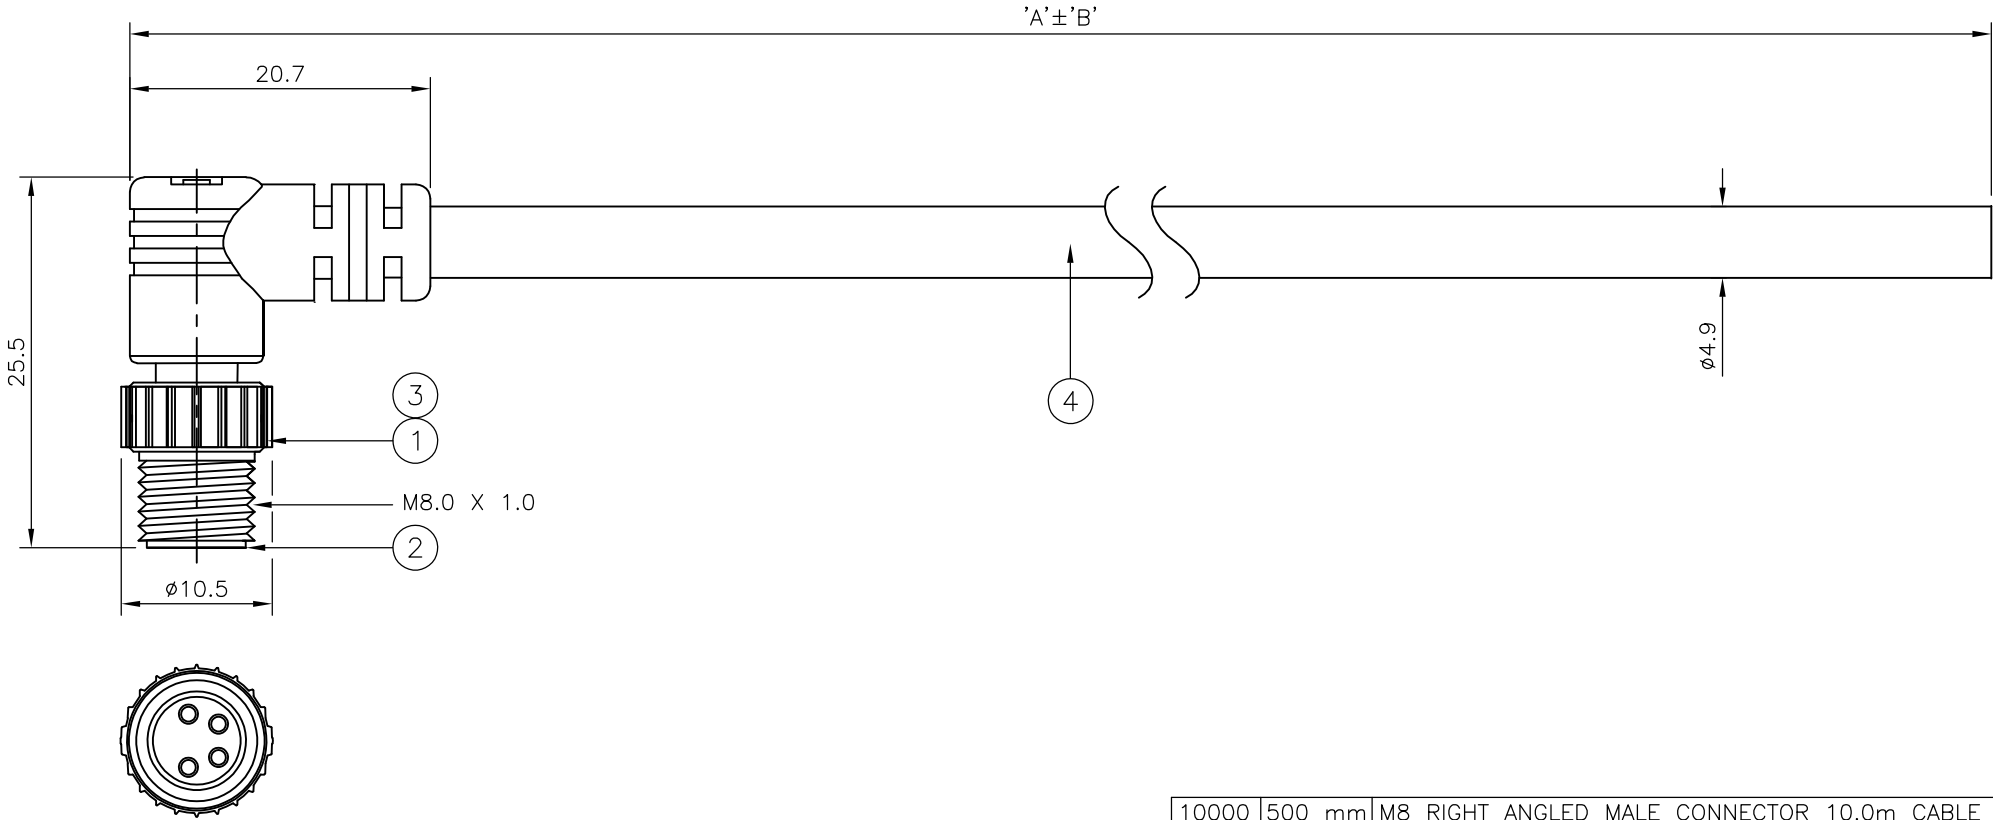 'A'±'B'
20.7
25.5
ø4.9
3
1
4
M8.0 X 1.0
2
ø10.5
10000 500 mm M8 RIGHT ANGLED MALE CONNECTOR 10.0m CABLE